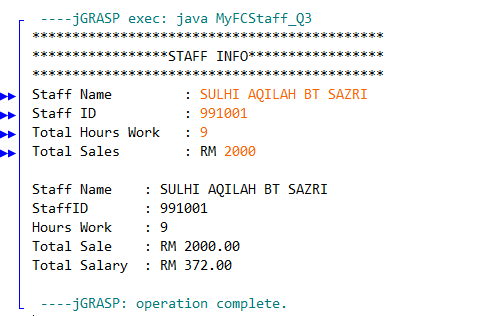 ----jGRASP exec: java MyFCStaff_Q3
********************************************
*****************STAFF INFO*****************
********************************************
Staff Name         : SULHI AQILAH BT SAZRI
Staff ID           : 991001
Total Hours Work   : 9
Total Sales        : RM 2000
Staff Name    : SULHI AQILAH BT SAZRI
StaffID       : 991001
Hours Work    : 9
Total Sale    : RM 2000.00
Total Salary  : RM 372.00
----jGRASP: operation complete.